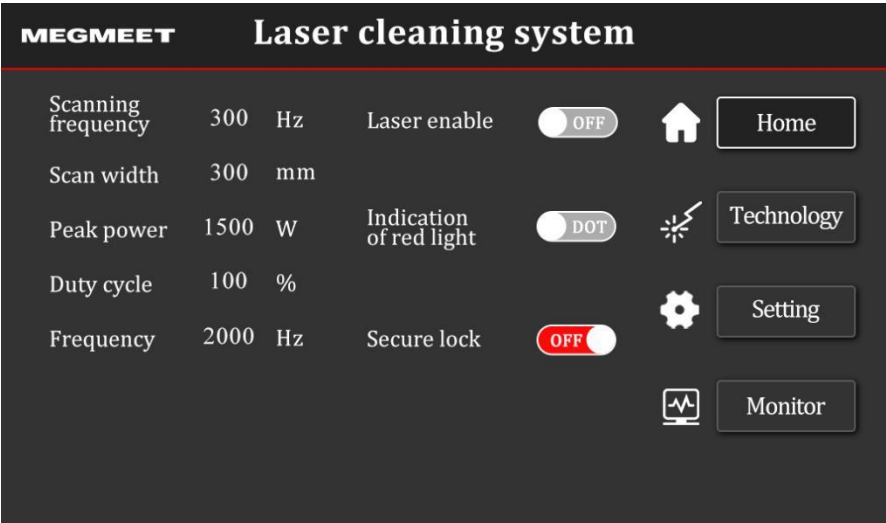 MEGMEET Laser cleaning system
Scanning
frequency 300 Hz Laser enable OFF Home
Scan width 300 mm
Peak power 1500 W Indication
of red light DOT Technology
Duty cycle 100 %
Setting
Frequency 2000 Hz Secure lock OFF
Monitor